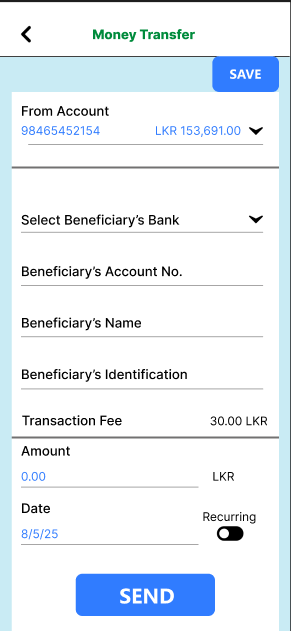 Money Transfer
SAVE
From Account
98465452154 LKR 153,691.00
Select Beneficiary's Bank
Beneficiary's Account No.
Beneficiary's Name
Beneficiary's Identification
Transaction Fee 30.00 LKR
Amount
0.00 LKR
Date
Recurring
8/5/25
SEND